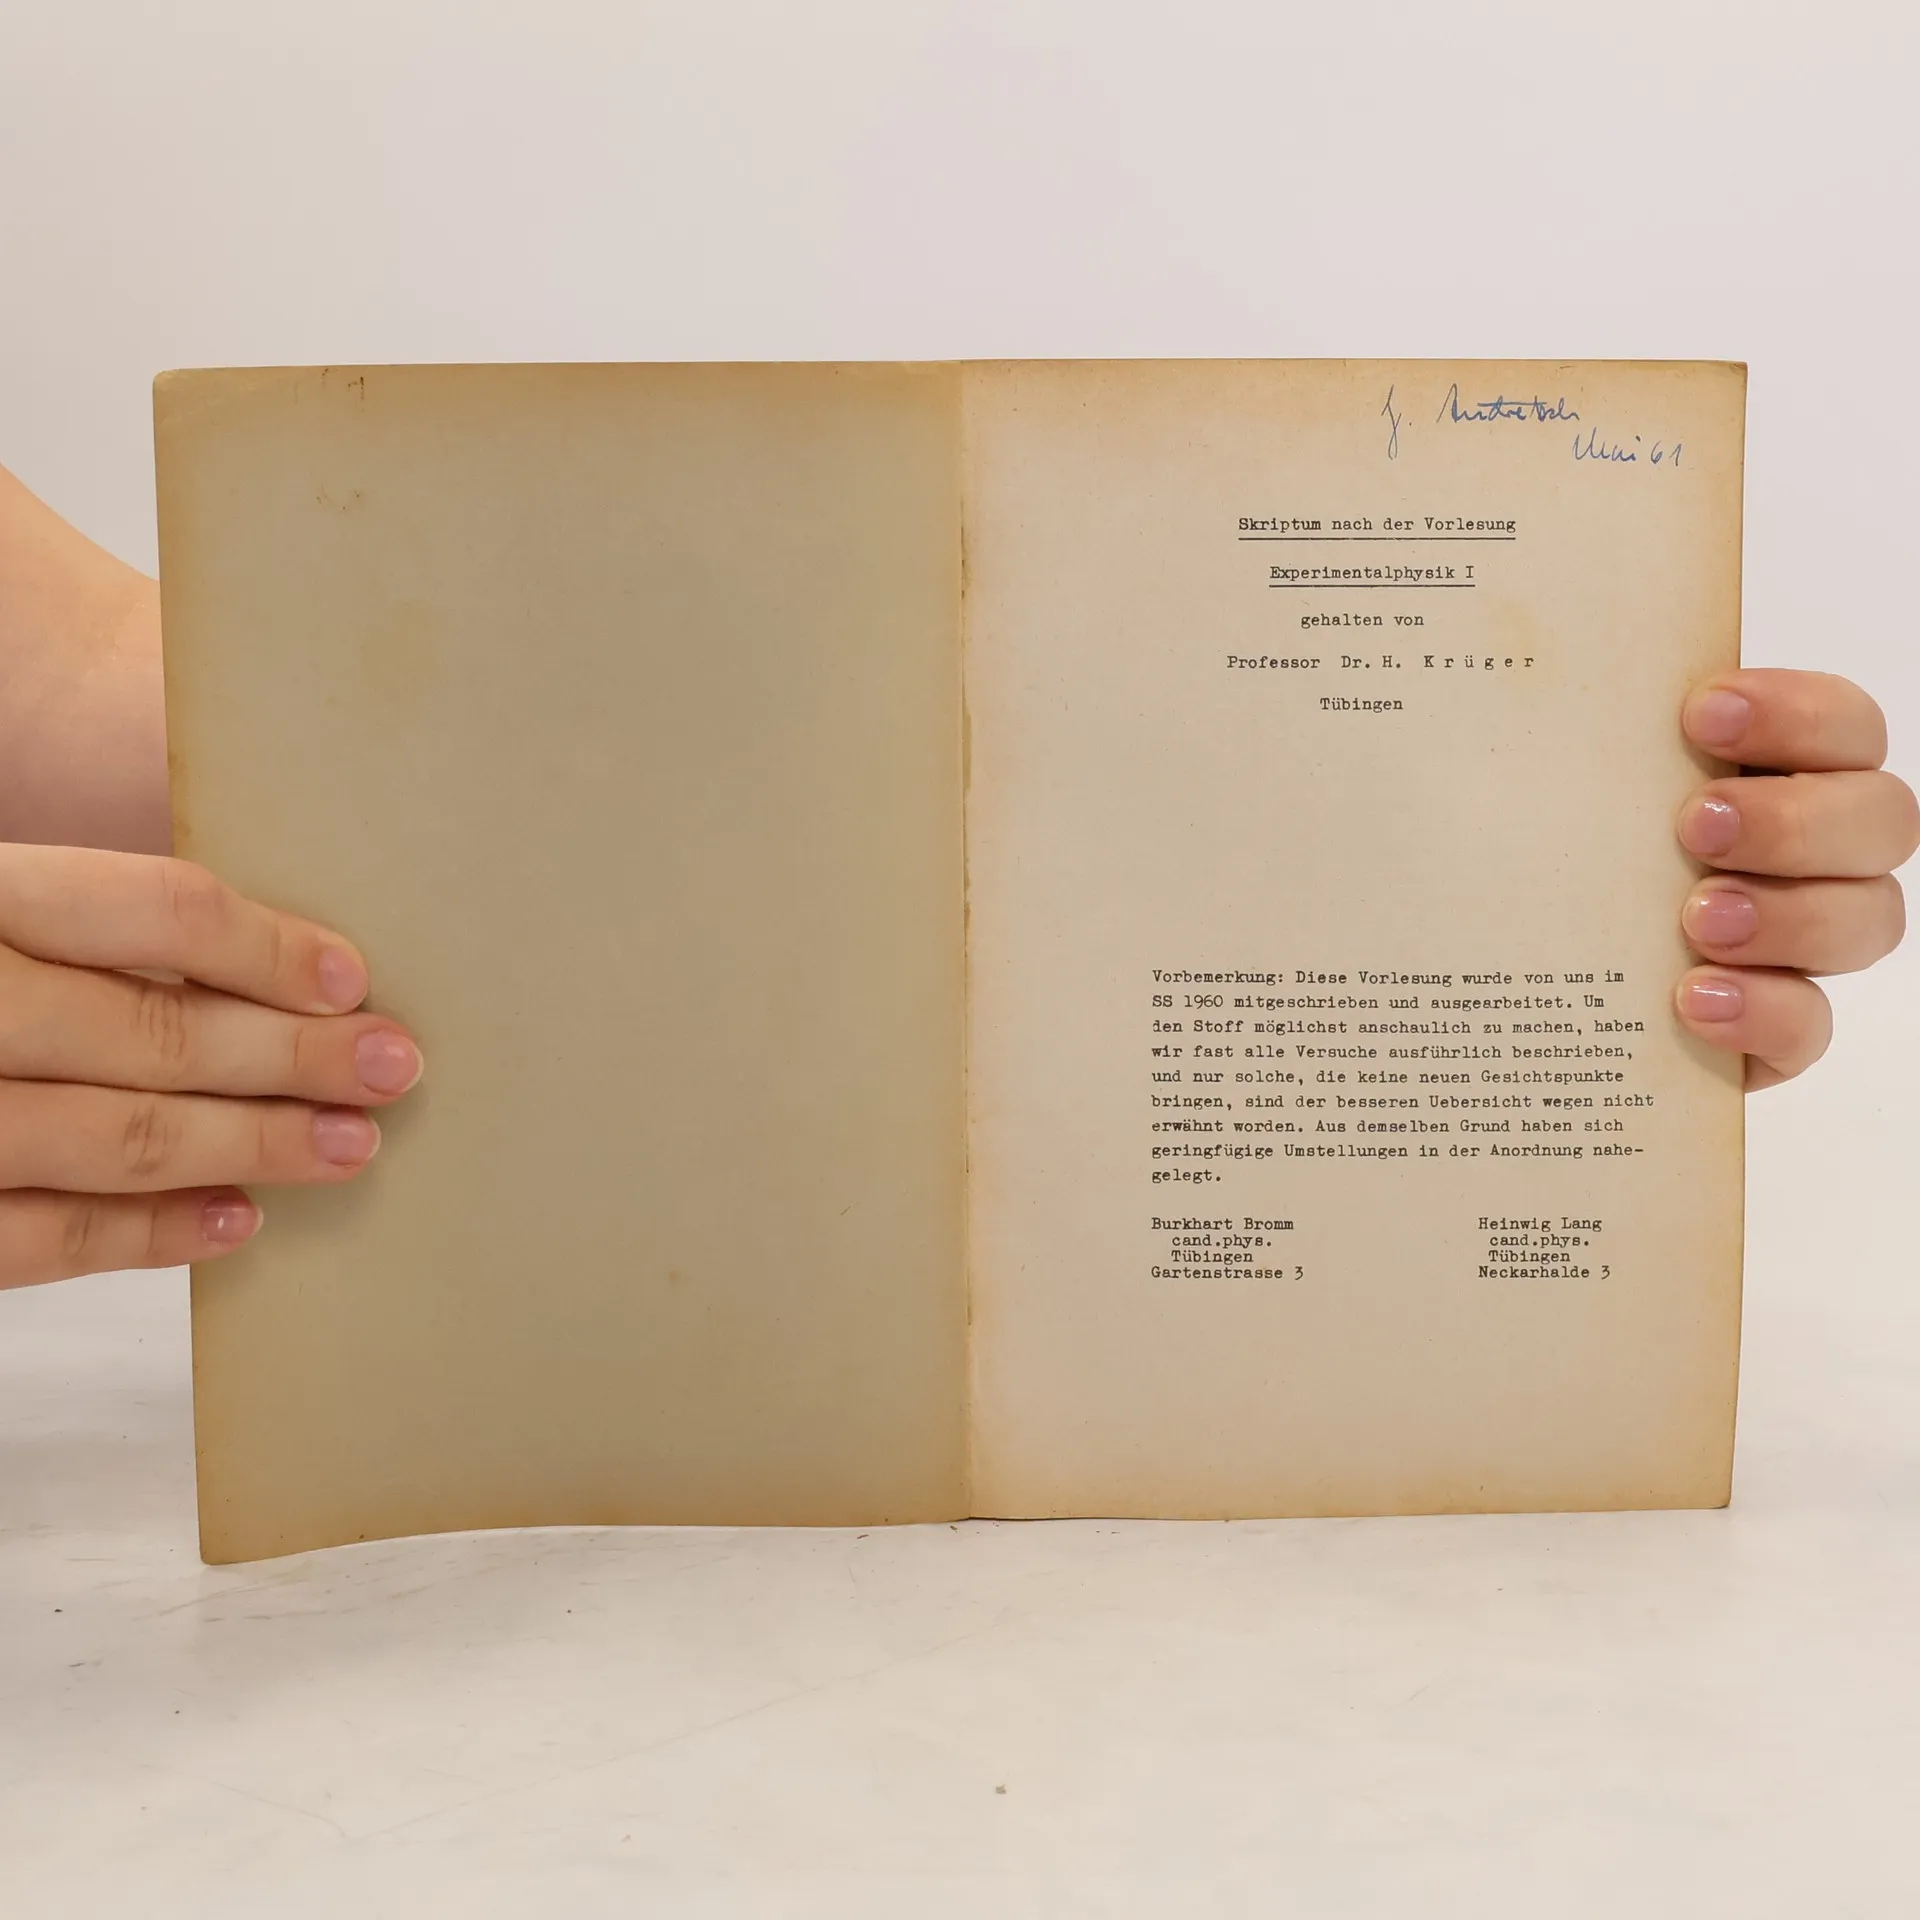 J. Audretsch
Mai 61
Skriptum nach der Vorlesung
Experimentalphysik I
gehalten von
Professor Dr. H. Krüger
Tübingen
Vorbemerkung: Diese Vorlesung wurde von uns im
SS 1960 mitgeschrieben und ausgearbeitet. Um
den Stoff möglichst anschaulich zu machen, haben
wir fast alle Versuche ausführlich beschrieben,
und nur solche, die keine neuen Gesichtspunkte
bringen, sind der besseren Uebersicht wegen nicht
erwähnt worden. Aus demselben Grund haben sich
geringfügige Umstellungen in der Anordnung nahe-
gelegt.
Burkhart Bromm
cand.phys.
Tübingen
Gartenstrasse 3
Heinwig Lang
cand.phys.
Tübingen
Neckarhalde 3